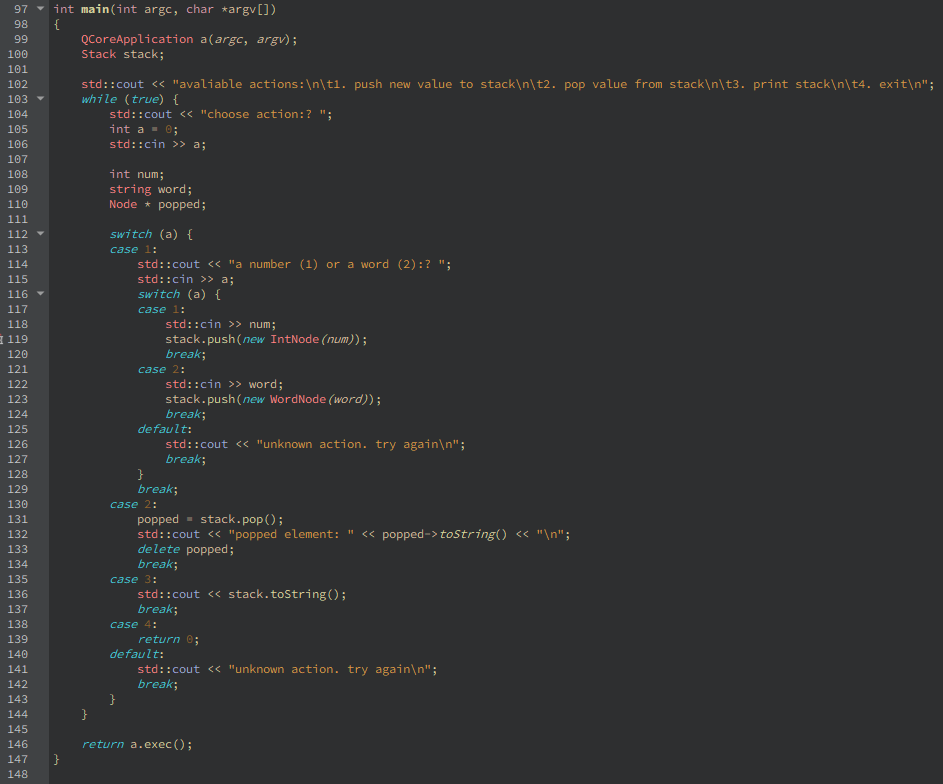 97 int main(int argc, char *argv[])
98 {
99     QCoreApplication a(argc, argv);
100     Stack stack;
101
102     std::cout << "avaliable actions:\n\t1. push new value to stack\n\t2. pop value from stack\n\t3. print stack\n\t4. exit\n";
103     while (true) {
104         std::cout << "choose action:? ";
105         int a = 0;
106         std::cin >> a;
107
108         int num;
109         string word;
110         Node * popped;
111
112         switch (a) {
113         case 1:
114             std::cout << "a number (1) or a word (2):? ";
115             std::cin >> a;
116             switch (a) {
117             case 1:
118                 std::cin >> num;
119                 stack.push(new IntNode(num));
120                 break;
121             case 2:
122                 std::cin >> word;
123                 stack.push(new WordNode(word));
124                 break;
125             default:
126                 std::cout << "unknown action. try again\n";
127                 break;
128             }
129             break;
130         case 2:
131             popped = stack.pop();
132             std::cout << "popped element: " << popped->toString() << "\n";
133             delete popped;
134             break;
135         case 3:
136             std::cout << stack.toString();
137             break;
138         case 4:
139             return 0;
140         default:
141             std::cout << "unknown action. try again\n";
142             break;
143         }
144     }
145
146     return a.exec();
147 }
148